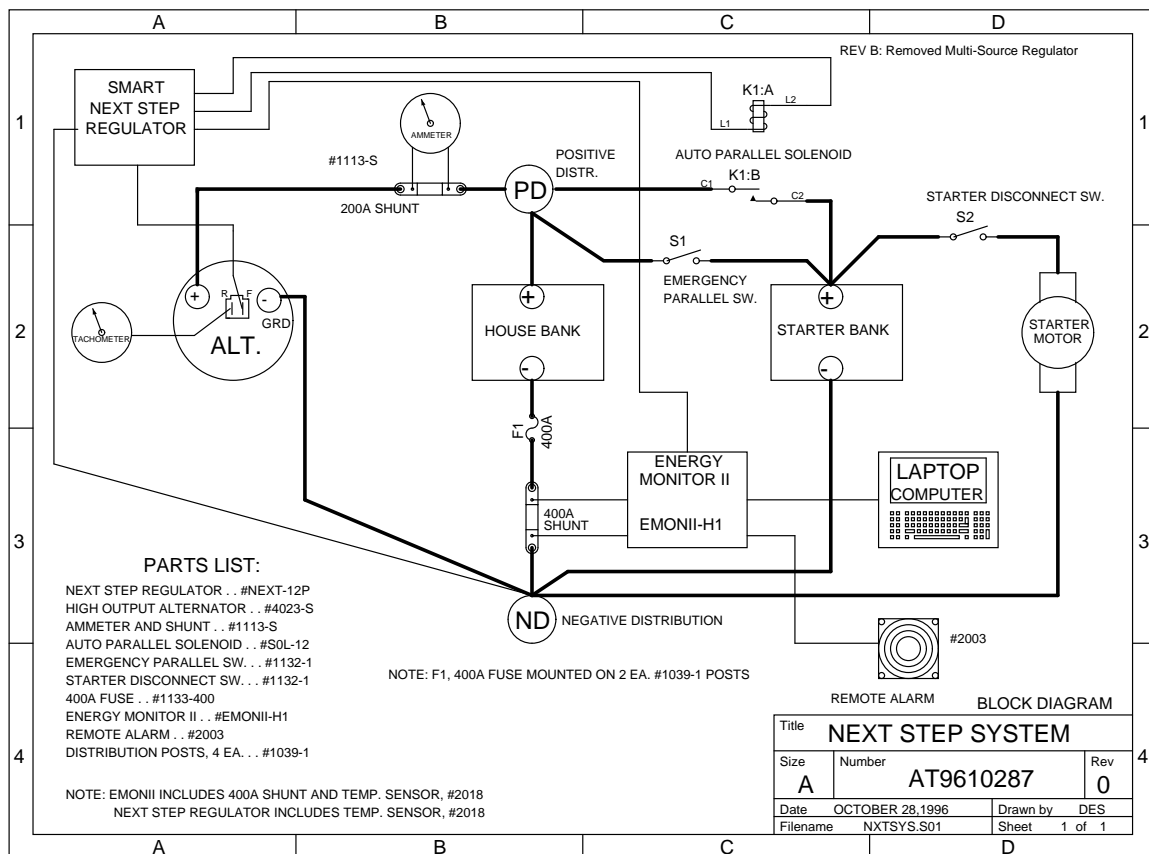 A B C D
REV B: Removed Multi-Source Regulator
SMART
NEXT STEP
REGULATOR
1
1
AMMETER
#1113-S
200A SHUNT
K1:A
L2
L1
AUTO PARALLEL SOLENOID
POSITIVE
DISTR.
PD
C1
K1:B
C2
STARTER DISCONNECT SW.
S2
S1
EMERGENCY
PARALLEL SW.
+
R F
-
GRD
ALT.
TACHOMETER
2
2
+
HOUSE BANK
-
+
STARTER BANK
-
STARTER
MOTOR
F1
400A
400A
SHUNT
ENERGY
MONITOR II
EMONII-H1
LAPTOP
COMPUTER
3
3
ND
NEGATIVE DISTRIBUTION
#2003
REMOTE ALARM
NOTE: F1, 400A FUSE MOUNTED ON 2 EA. #1039-1 POSTS
PARTS LIST:
NEXT STEP REGULATOR . . #NEXT-12P
HIGH OUTPUT ALTERNATOR . . #4023-S
AMMETER AND SHUNT . . #1113-S
AUTO PARALLEL SOLENOID . . #S0L-12
EMERGENCY PARALLEL SW. . . #1132-1
STARTER DISCONNECT SW. . . #1132-1
400A FUSE . . #1133-400
ENERGY MONITOR II . . #EMONII-H1
REMOTE ALARM . . #2003
DISTRIBUTION POSTS, 4 EA. . . #1039-1
NOTE: EMONII INCLUDES 400A SHUNT AND TEMP. SENSOR, #2018
NEXT STEP REGULATOR INCLUDES TEMP. SENSOR, #2018
4
4
BLOCK DIAGRAM
Title NEXT STEP SYSTEM
Size A
Number AT9610287
Rev 0
Date OCTOBER 28,1996
Drawn by DES
Filename NXTSYS.S01
Sheet 1 of 1
A B C D